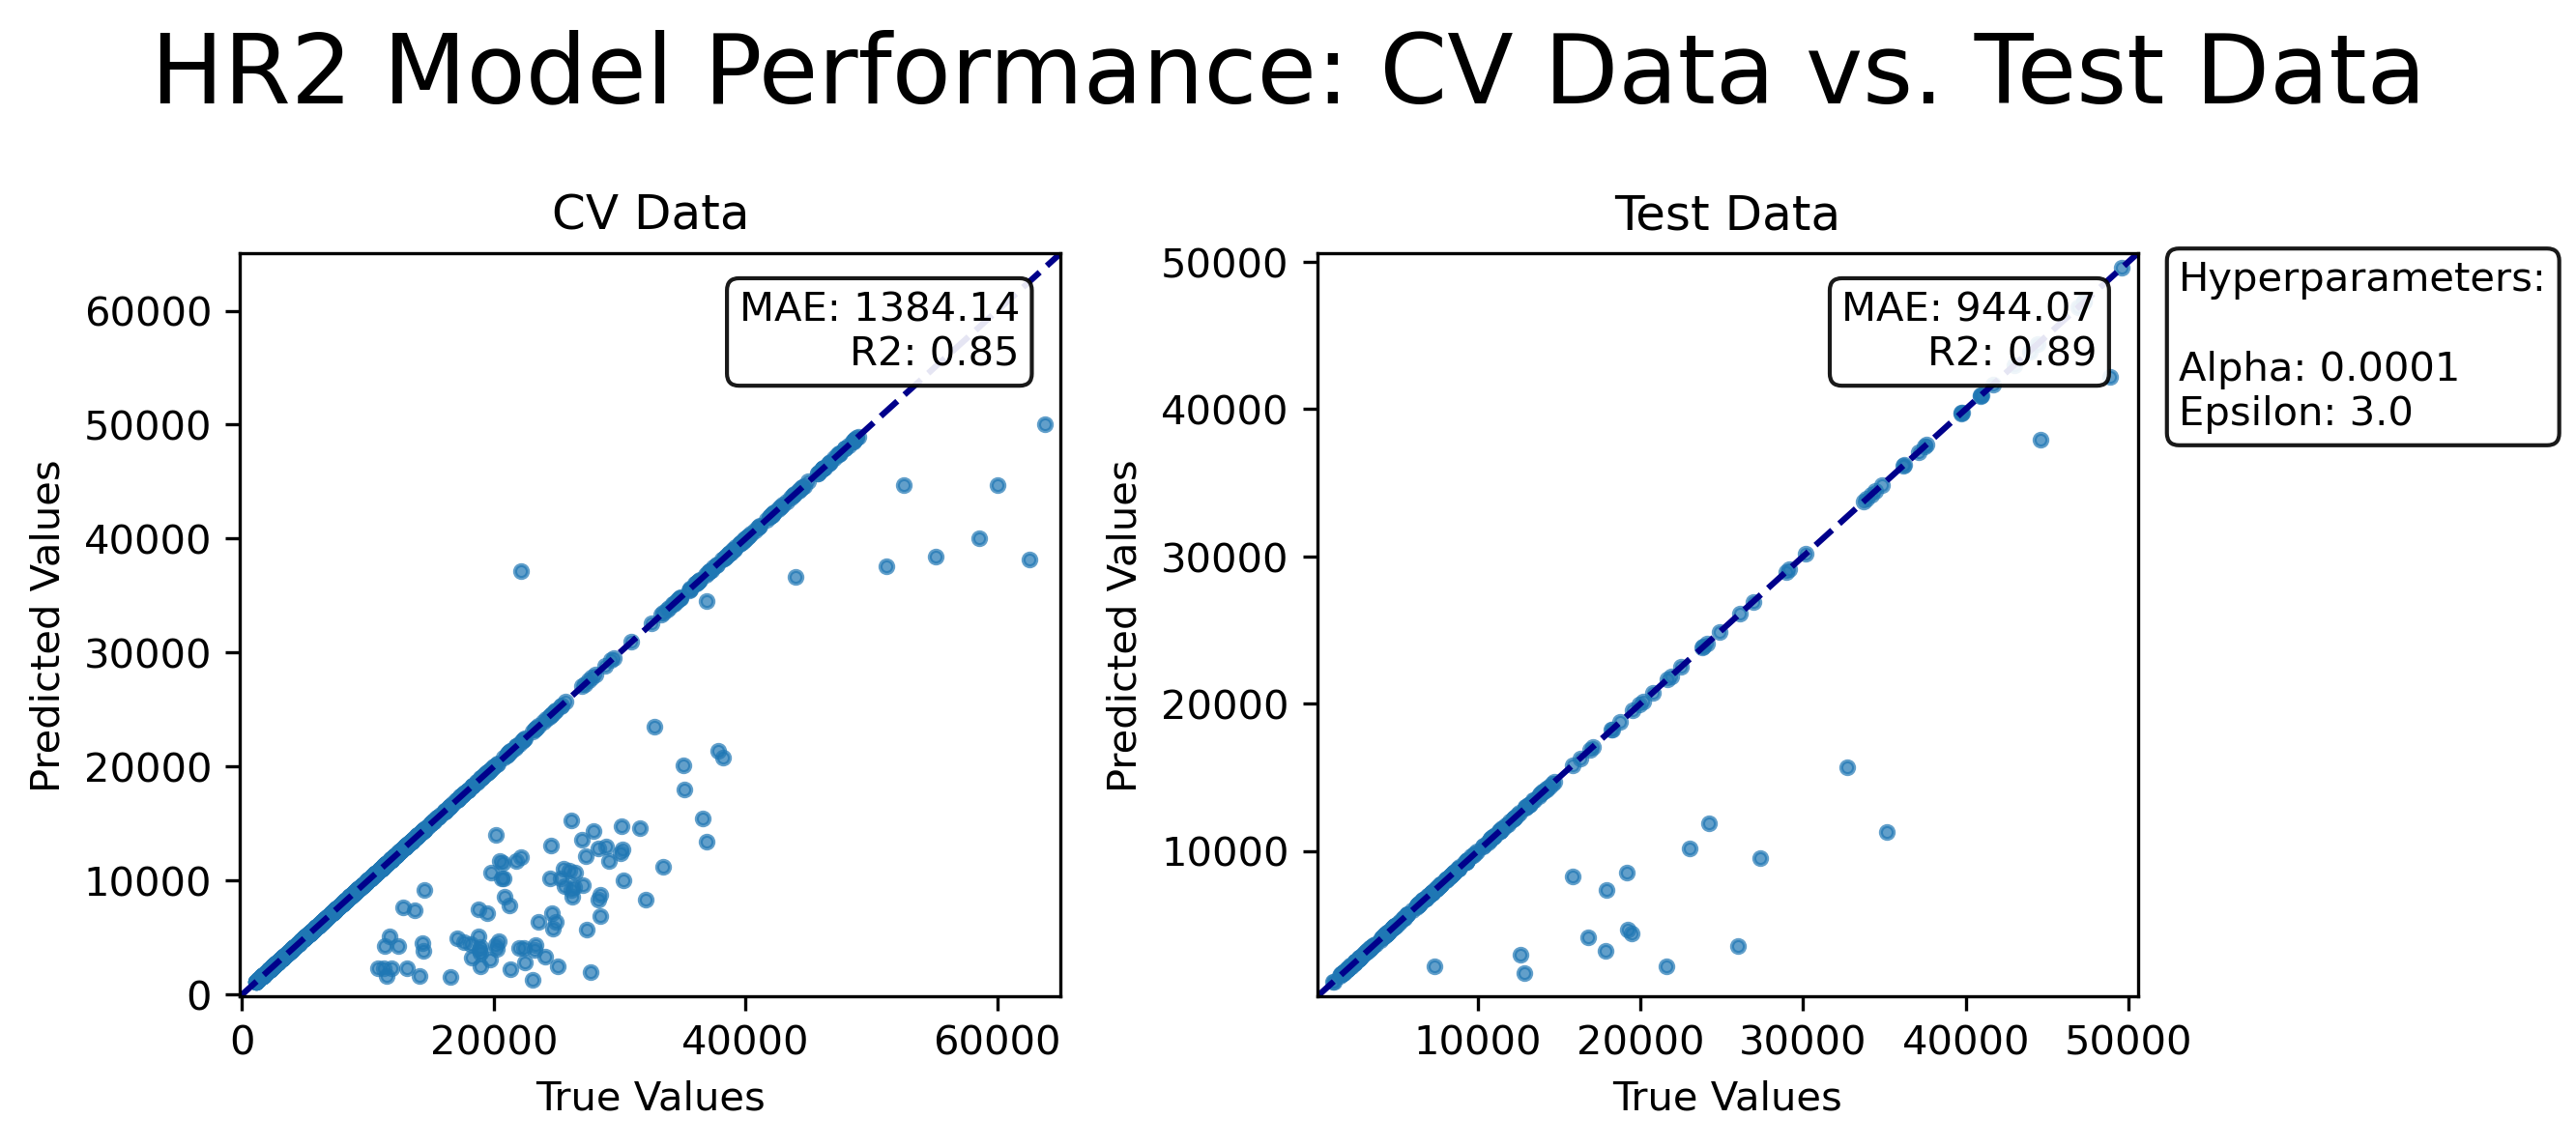 HR2 Model Performance: CV Data vs. Test Data
CV Data
MAE: 1384.14
R2: 0.85
60000
50000
40000
30000
20000
10000
0
Predicted Values
0 20000 40000 60000
True Values
Test Data
MAE: 944.07
R2: 0.89
50000
40000
30000
20000
10000
Predicted Values
10000 20000 30000 40000 50000
True Values
Hyperparameters:
Alpha: 0.0001
Epsilon: 3.0